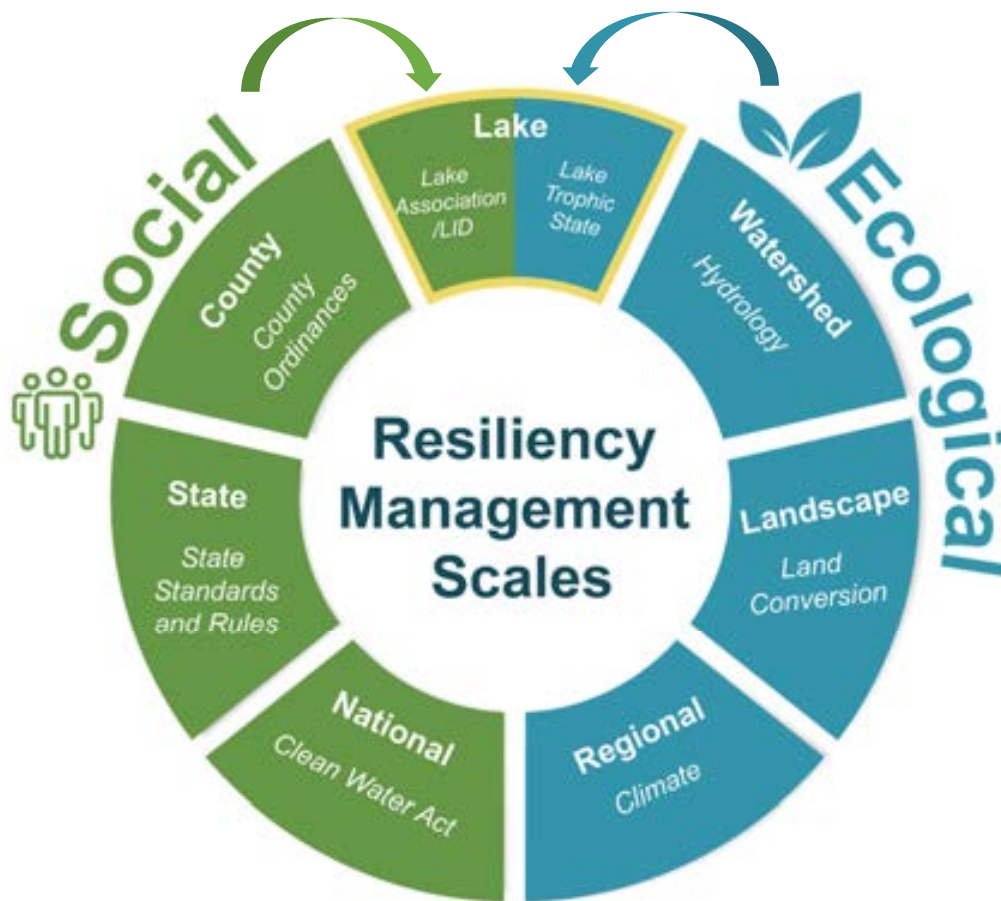 Social
Ecological
Lake
Lake
Association
/LID
Lake
Trophic
State
Watershed
Hydrology
Landscape
Land
Conversion
Regional
Climate
National
Clean Water Act
State
State
Standards
and Rules
County
County
Ordinances
Resiliency
Management
Scales